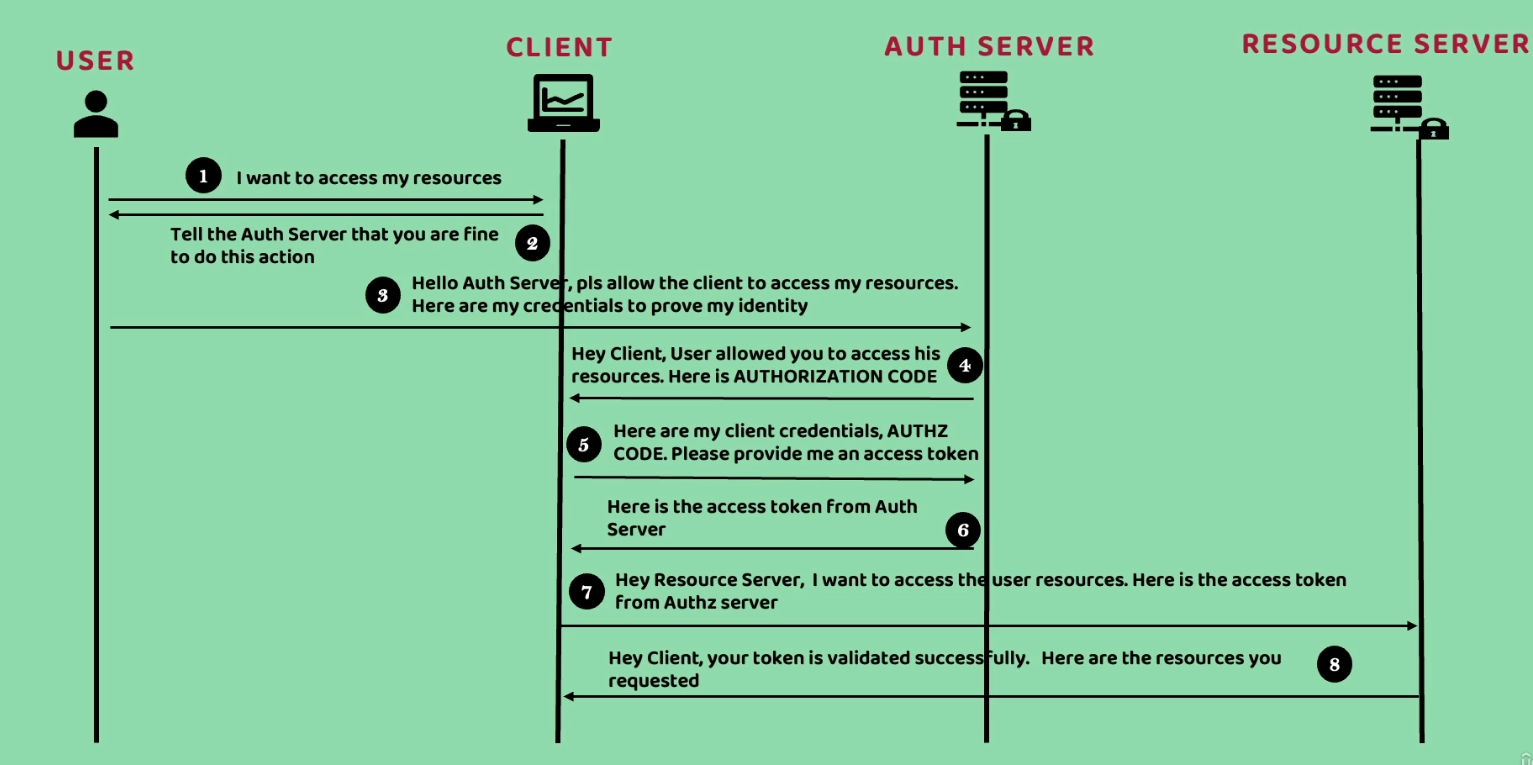 USER
CLIENT
AUTH SERVER
RESOURCE SERVER
1 I want to access my resources
Tell the Auth Server that you are fine
to do this action
2
3
Hello Auth Server, pls allow the client to access my resources.
Here are my credentials to prove my identity
Hey Client, User allowed you to access his
resources. Here is AUTHORIZATION CODE
4
5
Here are my client credentials, AUTHZ
CODE. Please provide me an access token
Here is the access token from Auth
Server
6
7
Hey Resource Server, I want to access the user resources. Here is the access token
from Authz server
Hey Client, your token is validated successfully. Here are the resources you
requested
8